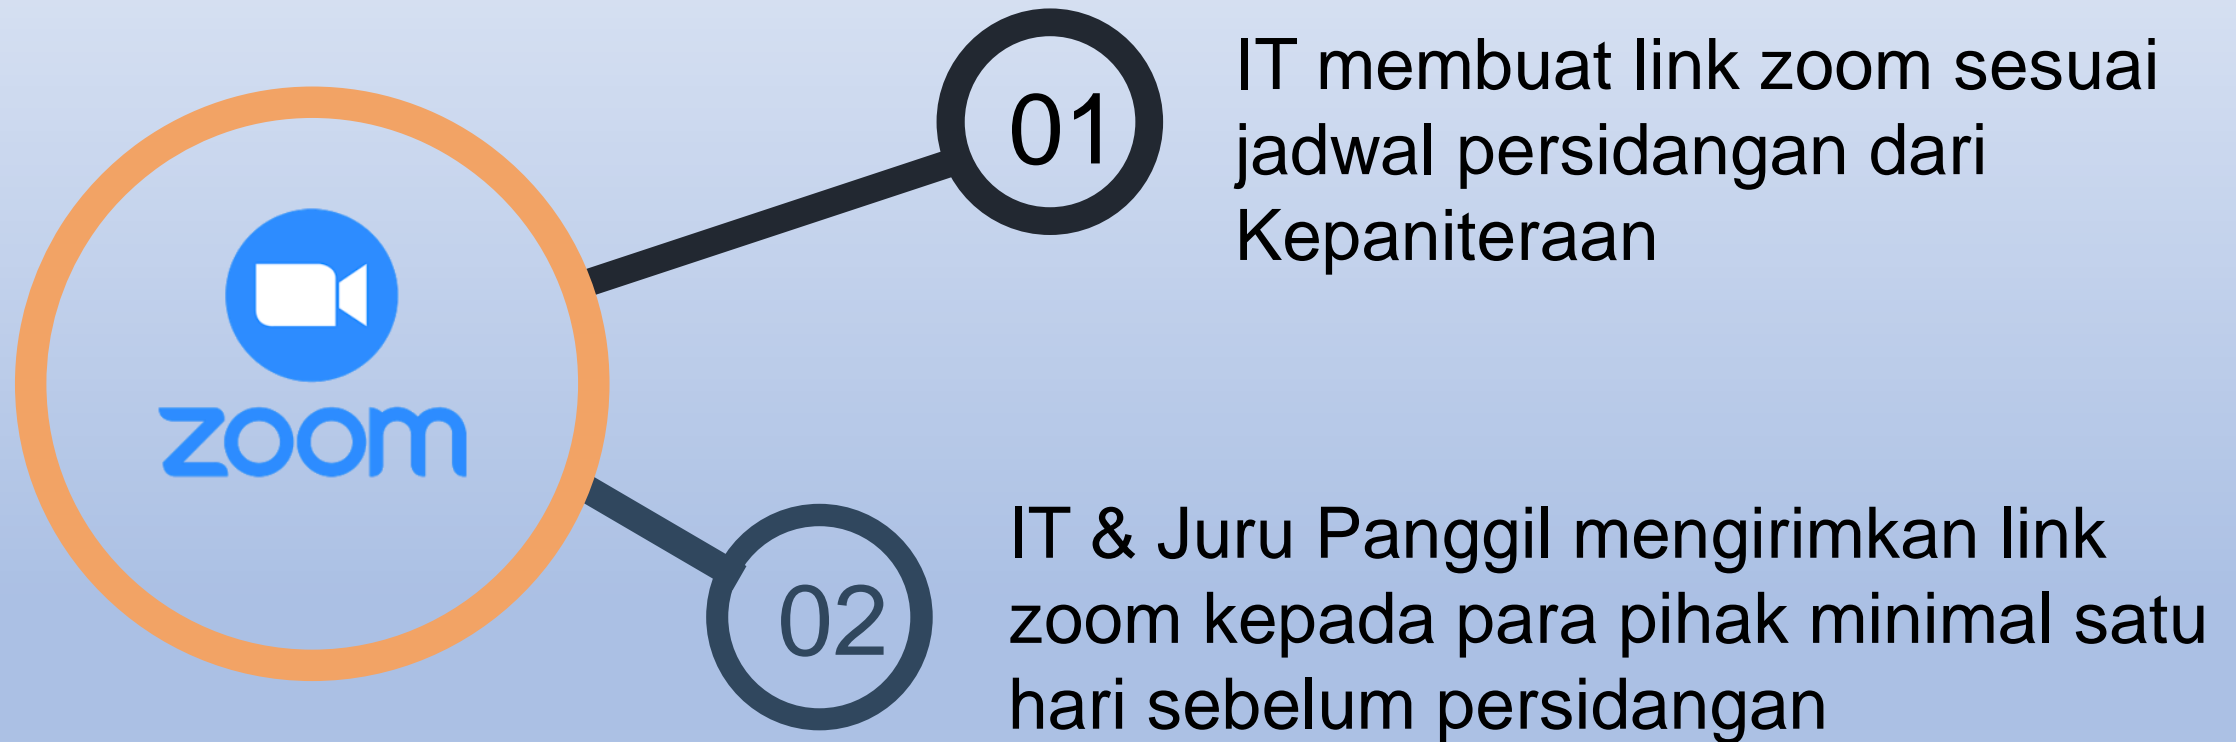 zoom
01
IT membuat link zoom sesuai
jadwal persidangan dari
Kepaniteraan
02
IT & Juru Panggil mengirimkan link
zoom kepada para pihak minimal satu
hari sebelum persidangan